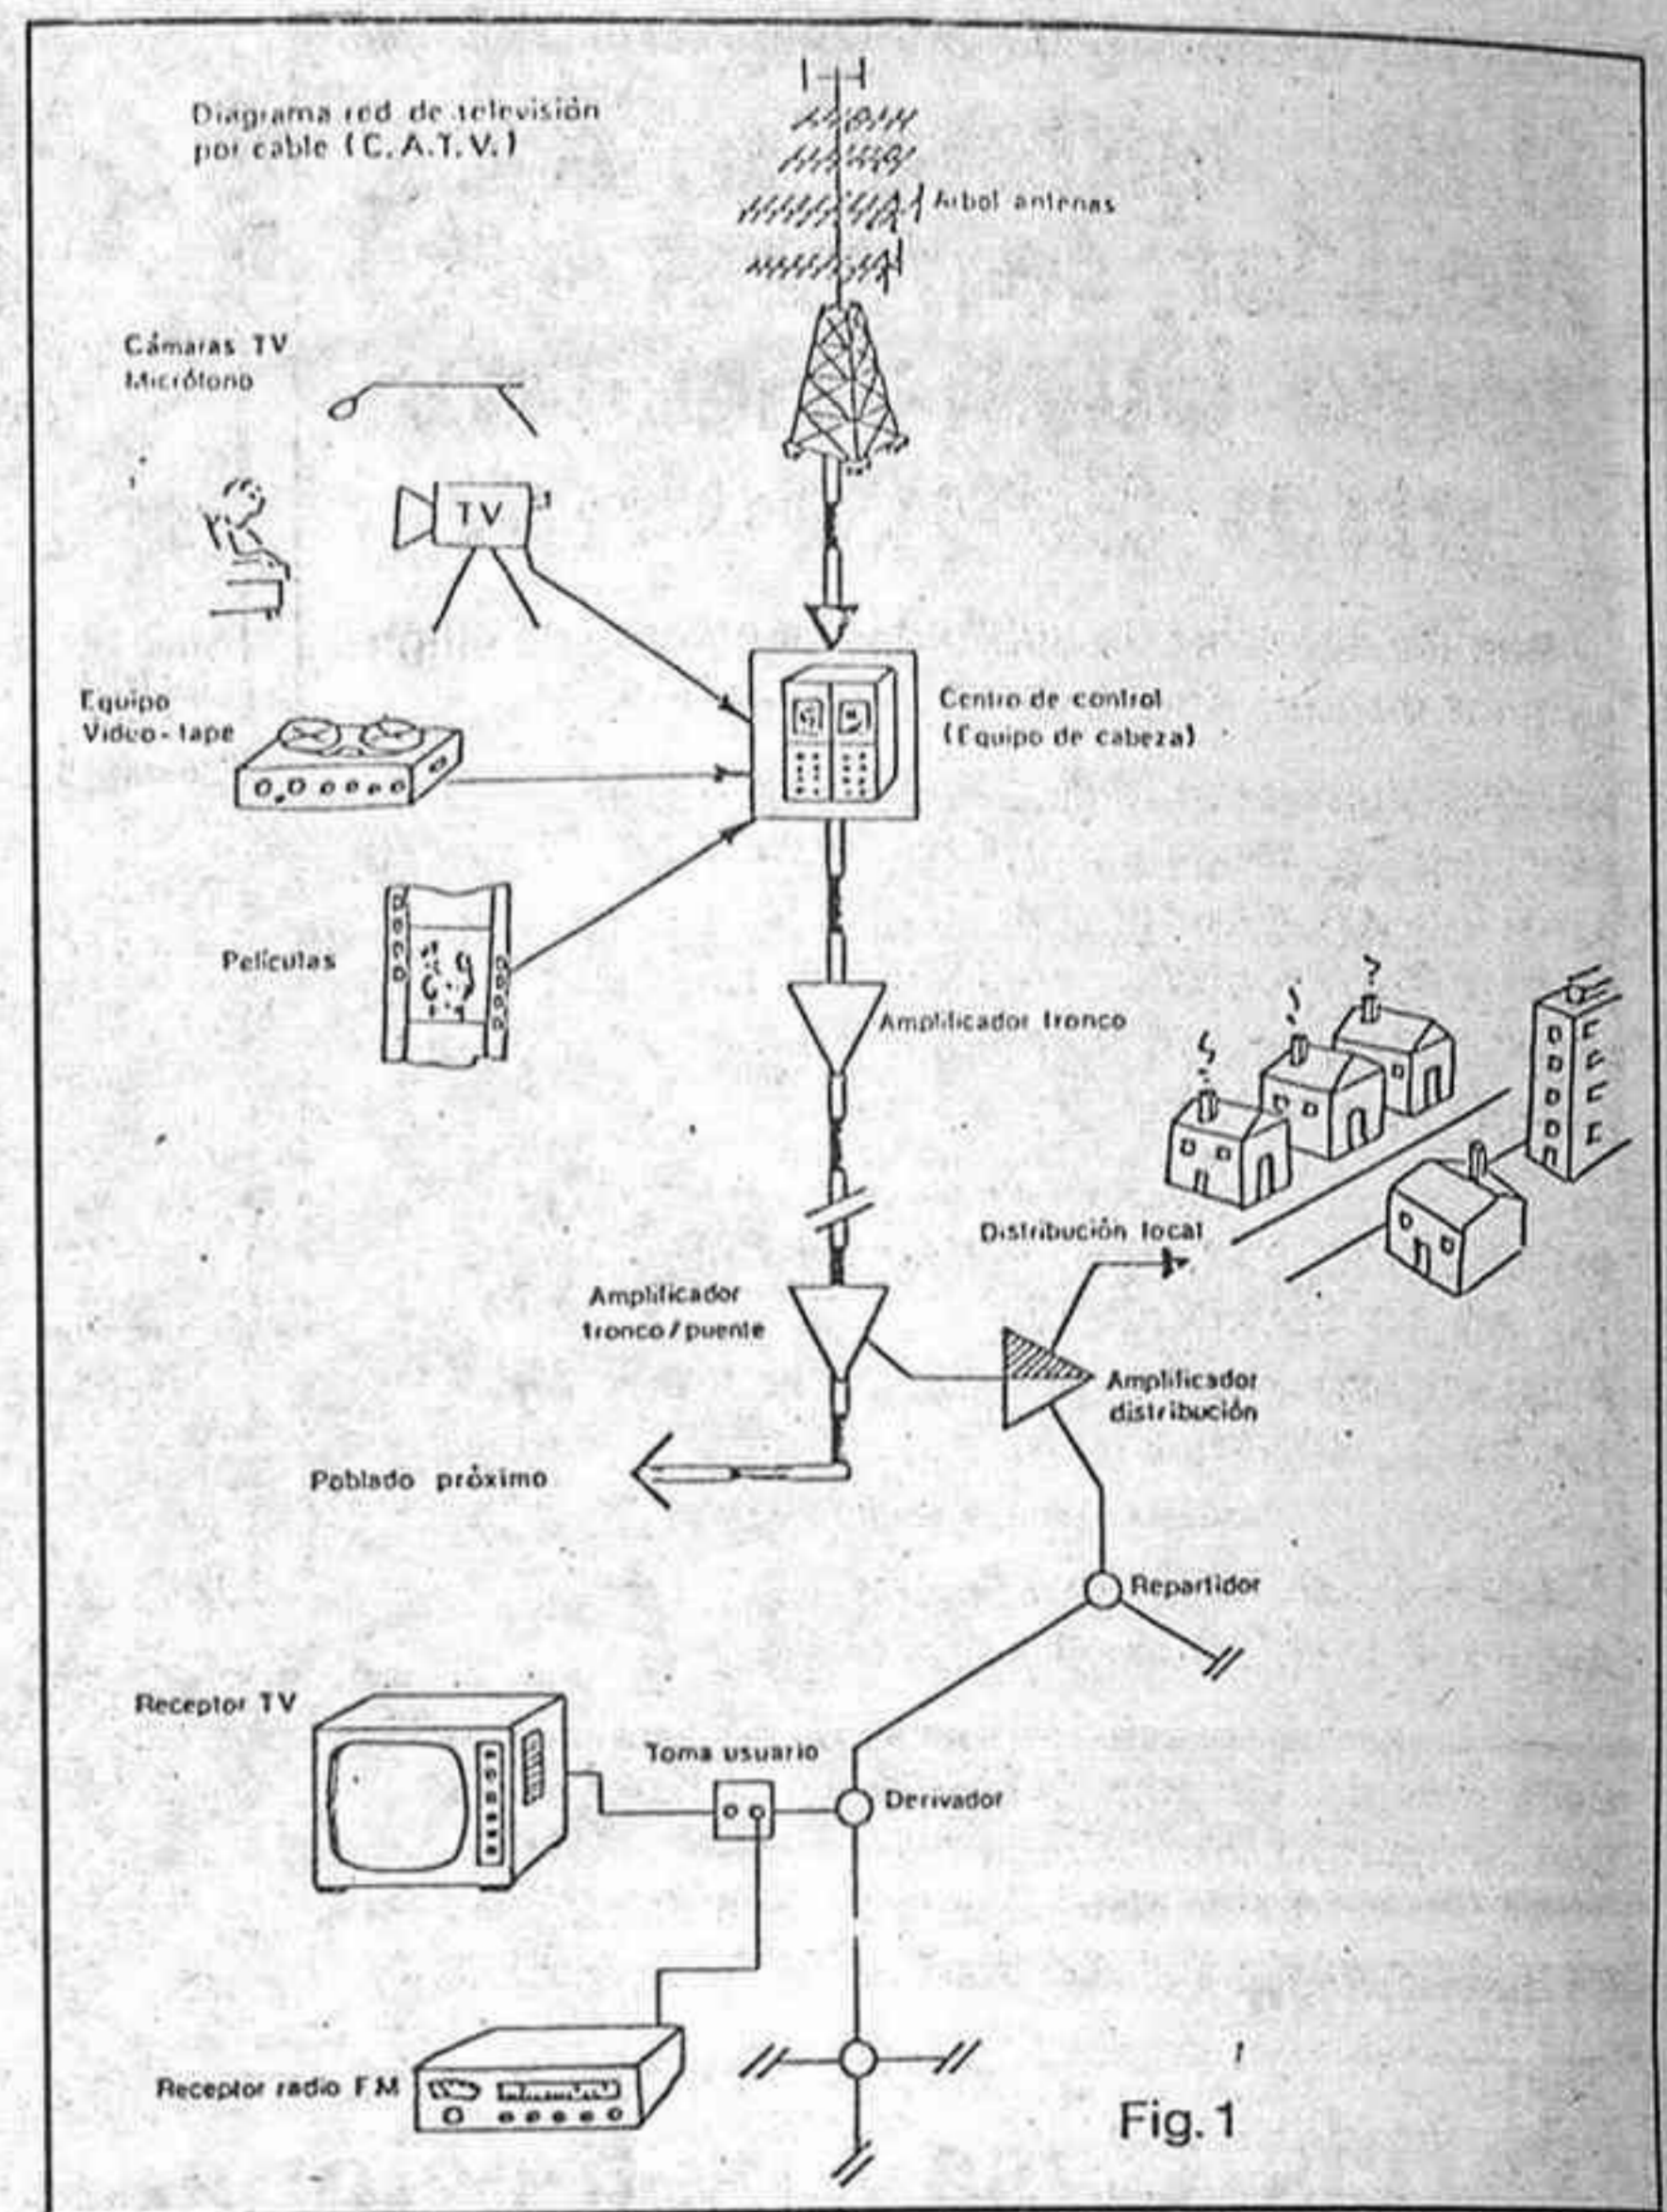 Diagrama red de televisión
por cable (C.A.T.V.)
Arbol antenas
Cámaras TV
Micrófono
TV
Equipo
Video-tape
Centro de control
(Equipo de cabeza)
Películas
Amplificador tronco
Distribución local
Amplificador
tronco/puente
Amplificador
distribución
Poblado próximo
Repartidor
Receptor TV
Toma usuario
Derivador
Receptor radio F.M
Fig. 1